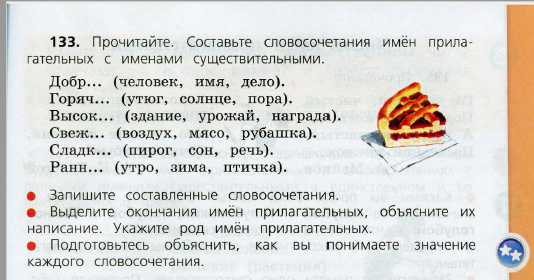 133. Прочитайте. Составьте словосочетания имён прила-
гательных с именами существительными.
Добр... (человек, имя, дело).
Горяч... (утюг, солнце, пора).
Высок... (здание, урожай, награда).
Свеж... (воздух, мясо, рубашка).
Сладк... (пирог, сон, речь).
Ранн... (утро, зима, птичка).
● Запишите составленные словосочетания.
● Выделите окончания имён прилагательных, объясните их
написание. Укажите род имён прилагательных.
● Подготовьтесь объяснить, как вы понимаете значение
каждого словосочетания.